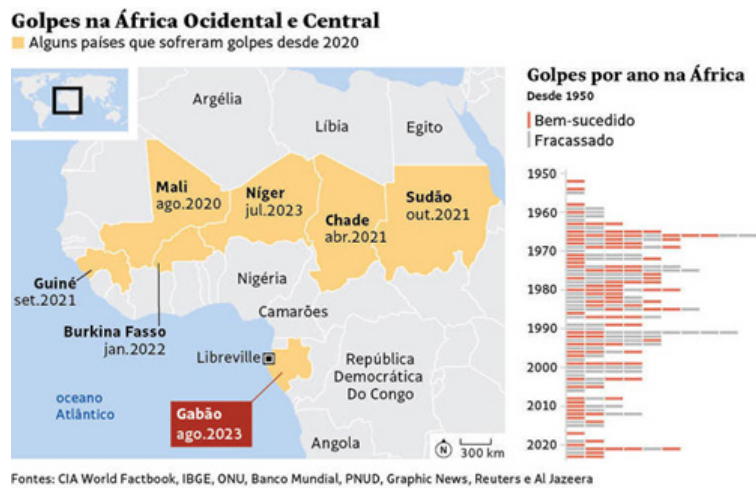 Golpes na África Ocidental e Central
Alguns países que sofreram golpes desde 2020
Argélia
Líbia
Egito
Mali
ago.2020
Níger
jul.2023
Chade
abr.2021
Sudão
out.2021
Guiné
set.2021
Nigéria
Burkina Fasso
jan.2022
Camarões
Libreville
República
Democrática
Do Congo
oceano
Atlântico
Gabão
ago.2023
Angola
N
300 km
Golpes por ano na África
Desde 1950
Bem-sucedido
Fracassado
1950
1960
1970
1980
1990
2000
2010
2020
Fontes: CIA World Factbook, IBGE, ONU, Banco Mundial, PNUD, Graphic News, Reuters e Al Jazeera